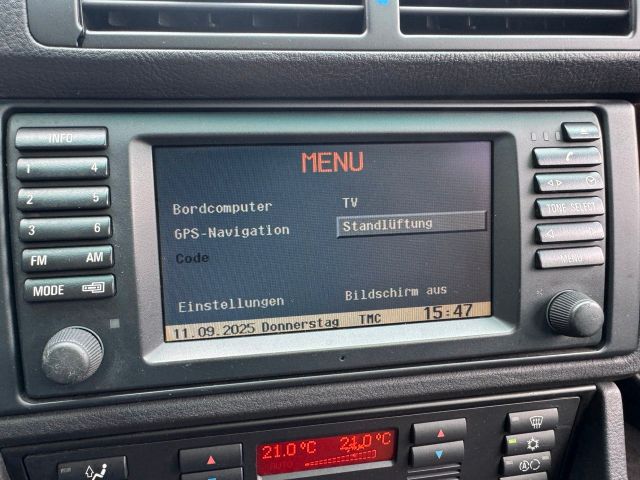 MENU
Bordcomputer TV
GPS-Navigation Standlüftung
Code
Einstellungen Bildschirm aus
11.09.2025 Donnerstag TMC 15:47
INFO
1 4
2 5
3 6
FM AM
MODE
TONE·SELECT
MENU
21.0 °C 21.0 °C
AUTO